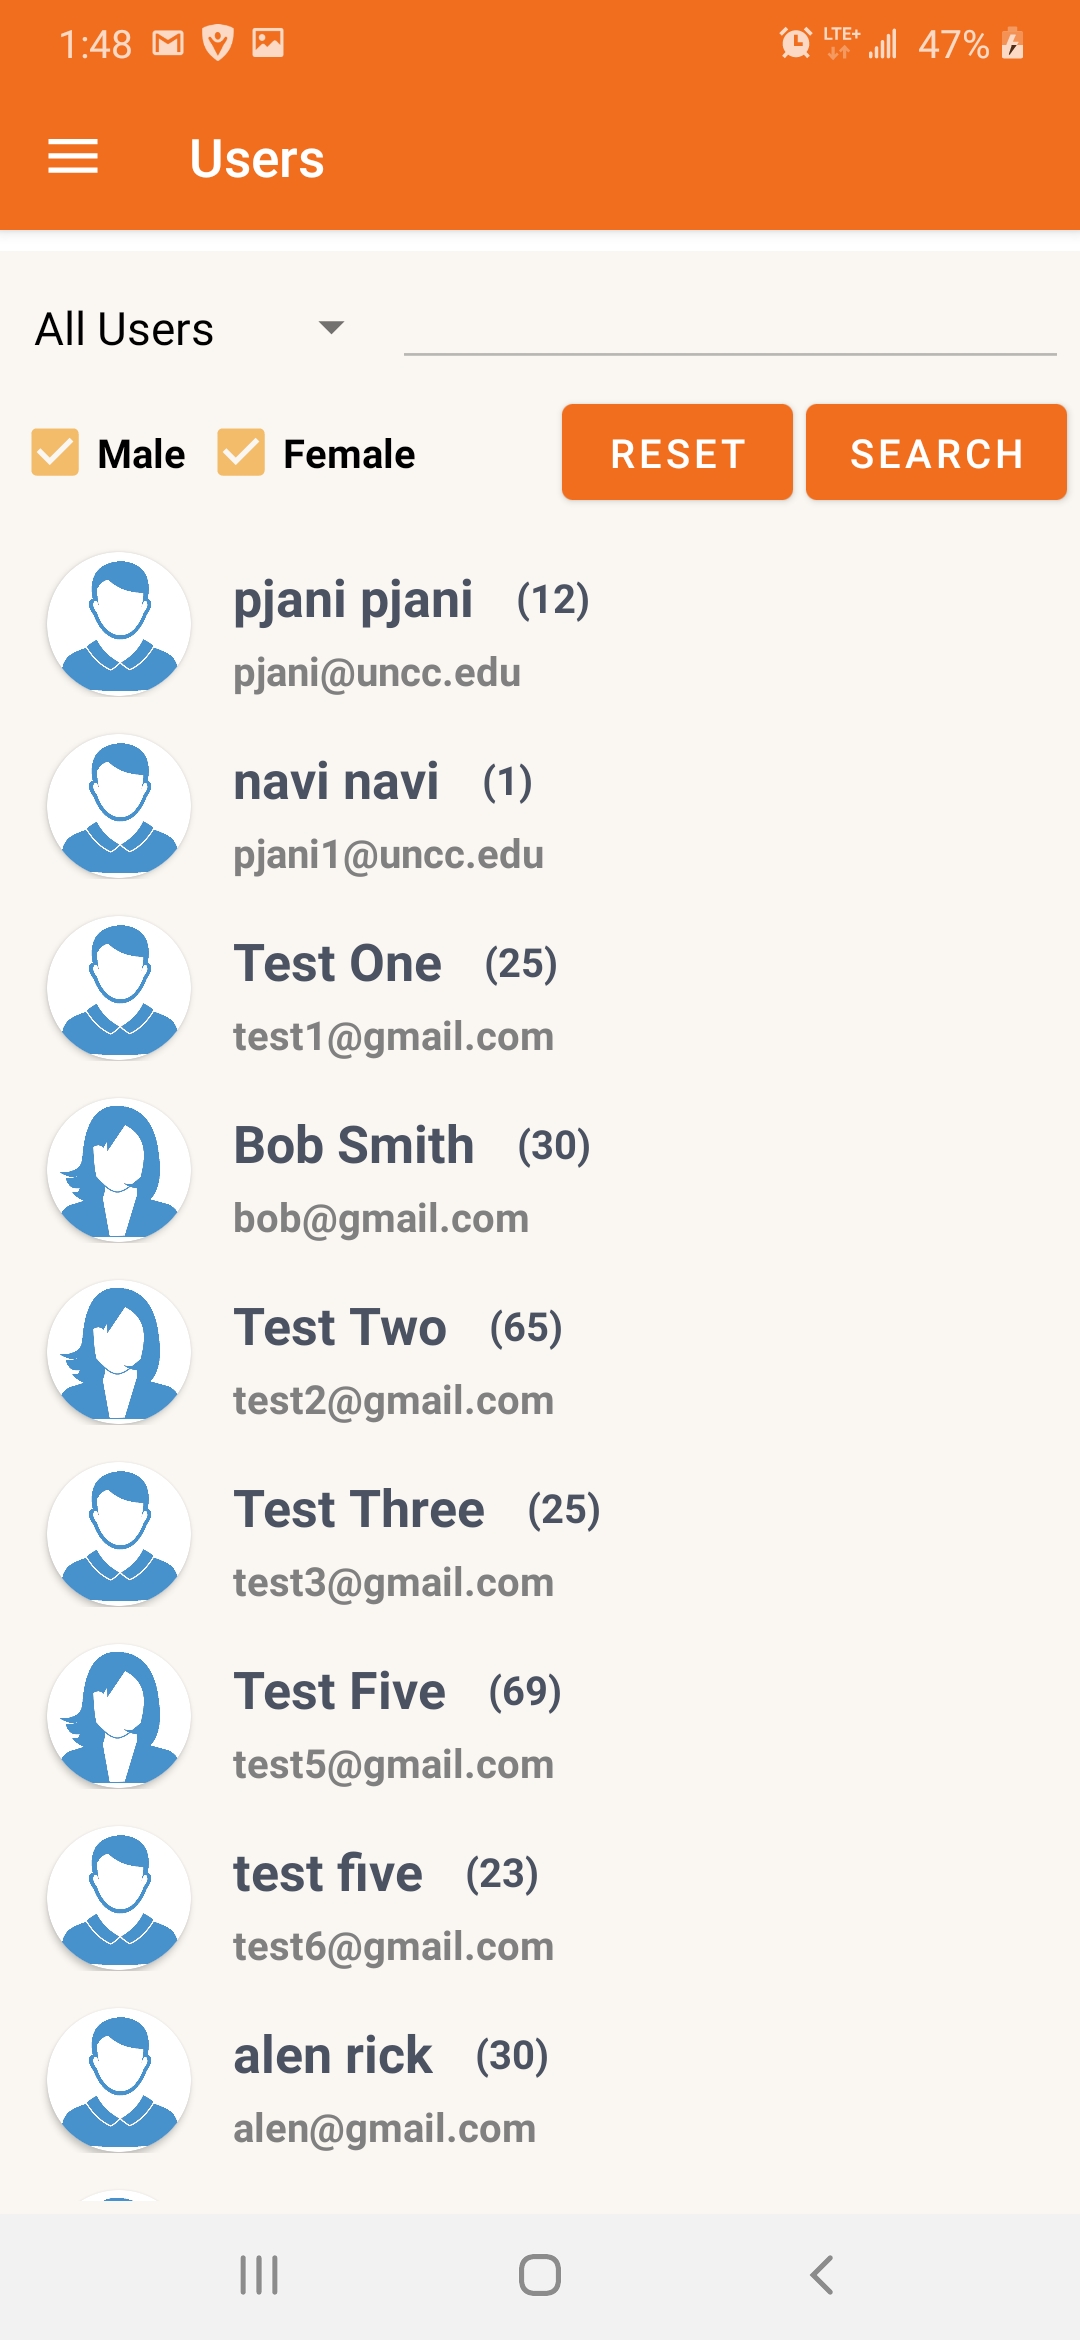 1:48 LTE+ 47%
Users
All Users
Male Female RESET SEARCH
pjani pjani (12)
pjani@uncc.edu
navi navi (1)
pjani1@uncc.edu
Test One (25)
test1@gmail.com
Bob Smith (30)
bob@gmail.com
Test Two (65)
test2@gmail.com
Test Three (25)
test3@gmail.com
Test Five (69)
test5@gmail.com
test five (23)
test6@gmail.com
alen rick (30)
alen@gmail.com